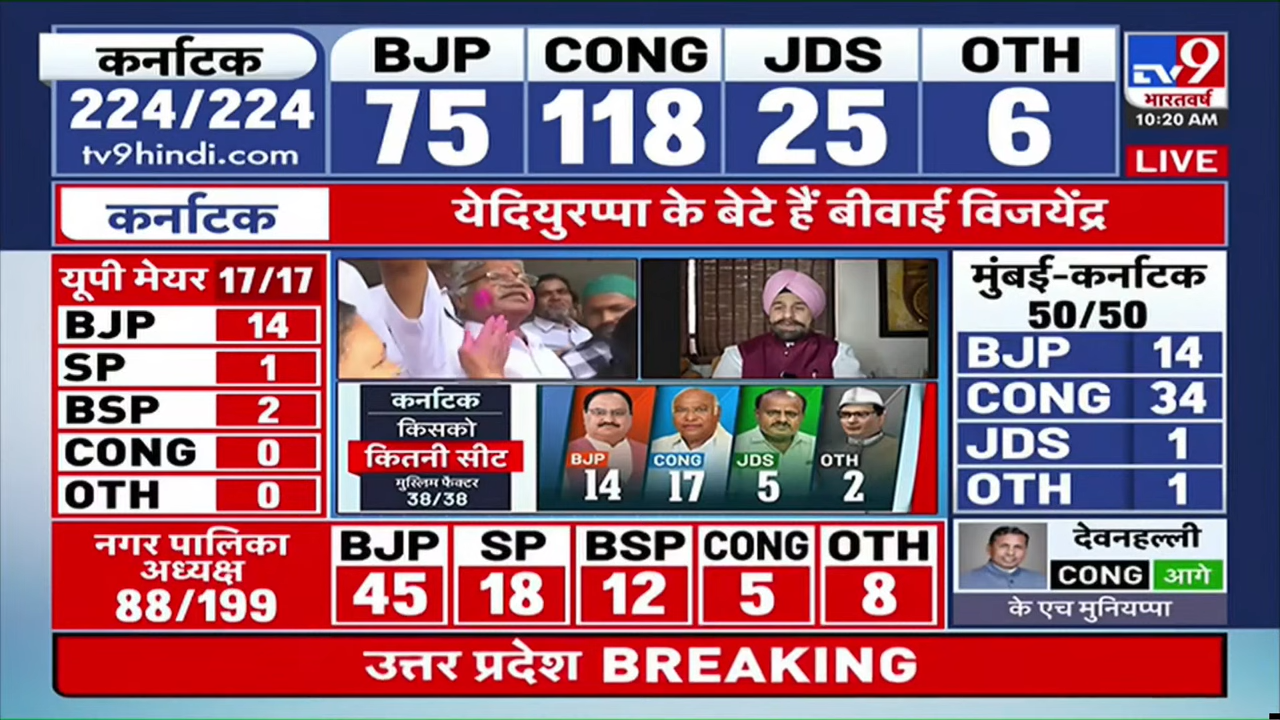 कर्नाटक
224/224
tv9hindi.com
BJP CONG JDS OTH
75 118 25 6
TV9
भारतवर्ष
10:20 AM
LIVE
कर्नाटक
येदियुरप्पा के बेटे हैं बीवाई विजयेंद्र
यूपी मेयर 17/17
BJP 14
SP 1
BSP 2
CONG 0
OTH 0
कर्नाटक
किसको
कितनी सीट
मुस्लिम फैक्टर
38/38
BJP CONG JDS OTH
14 17 5 2
मुंबई-कर्नाटक
50/50
BJP 14
CONG 34
JDS 1
OTH 1
नगर पालिका
अध्यक्ष
88/199
BJP SP BSP CONG OTH
45 18 12 5 8
देवनहल्ली
CONG आगे
के एच मुनियप्पा
उत्तर प्रदेश BREAKING